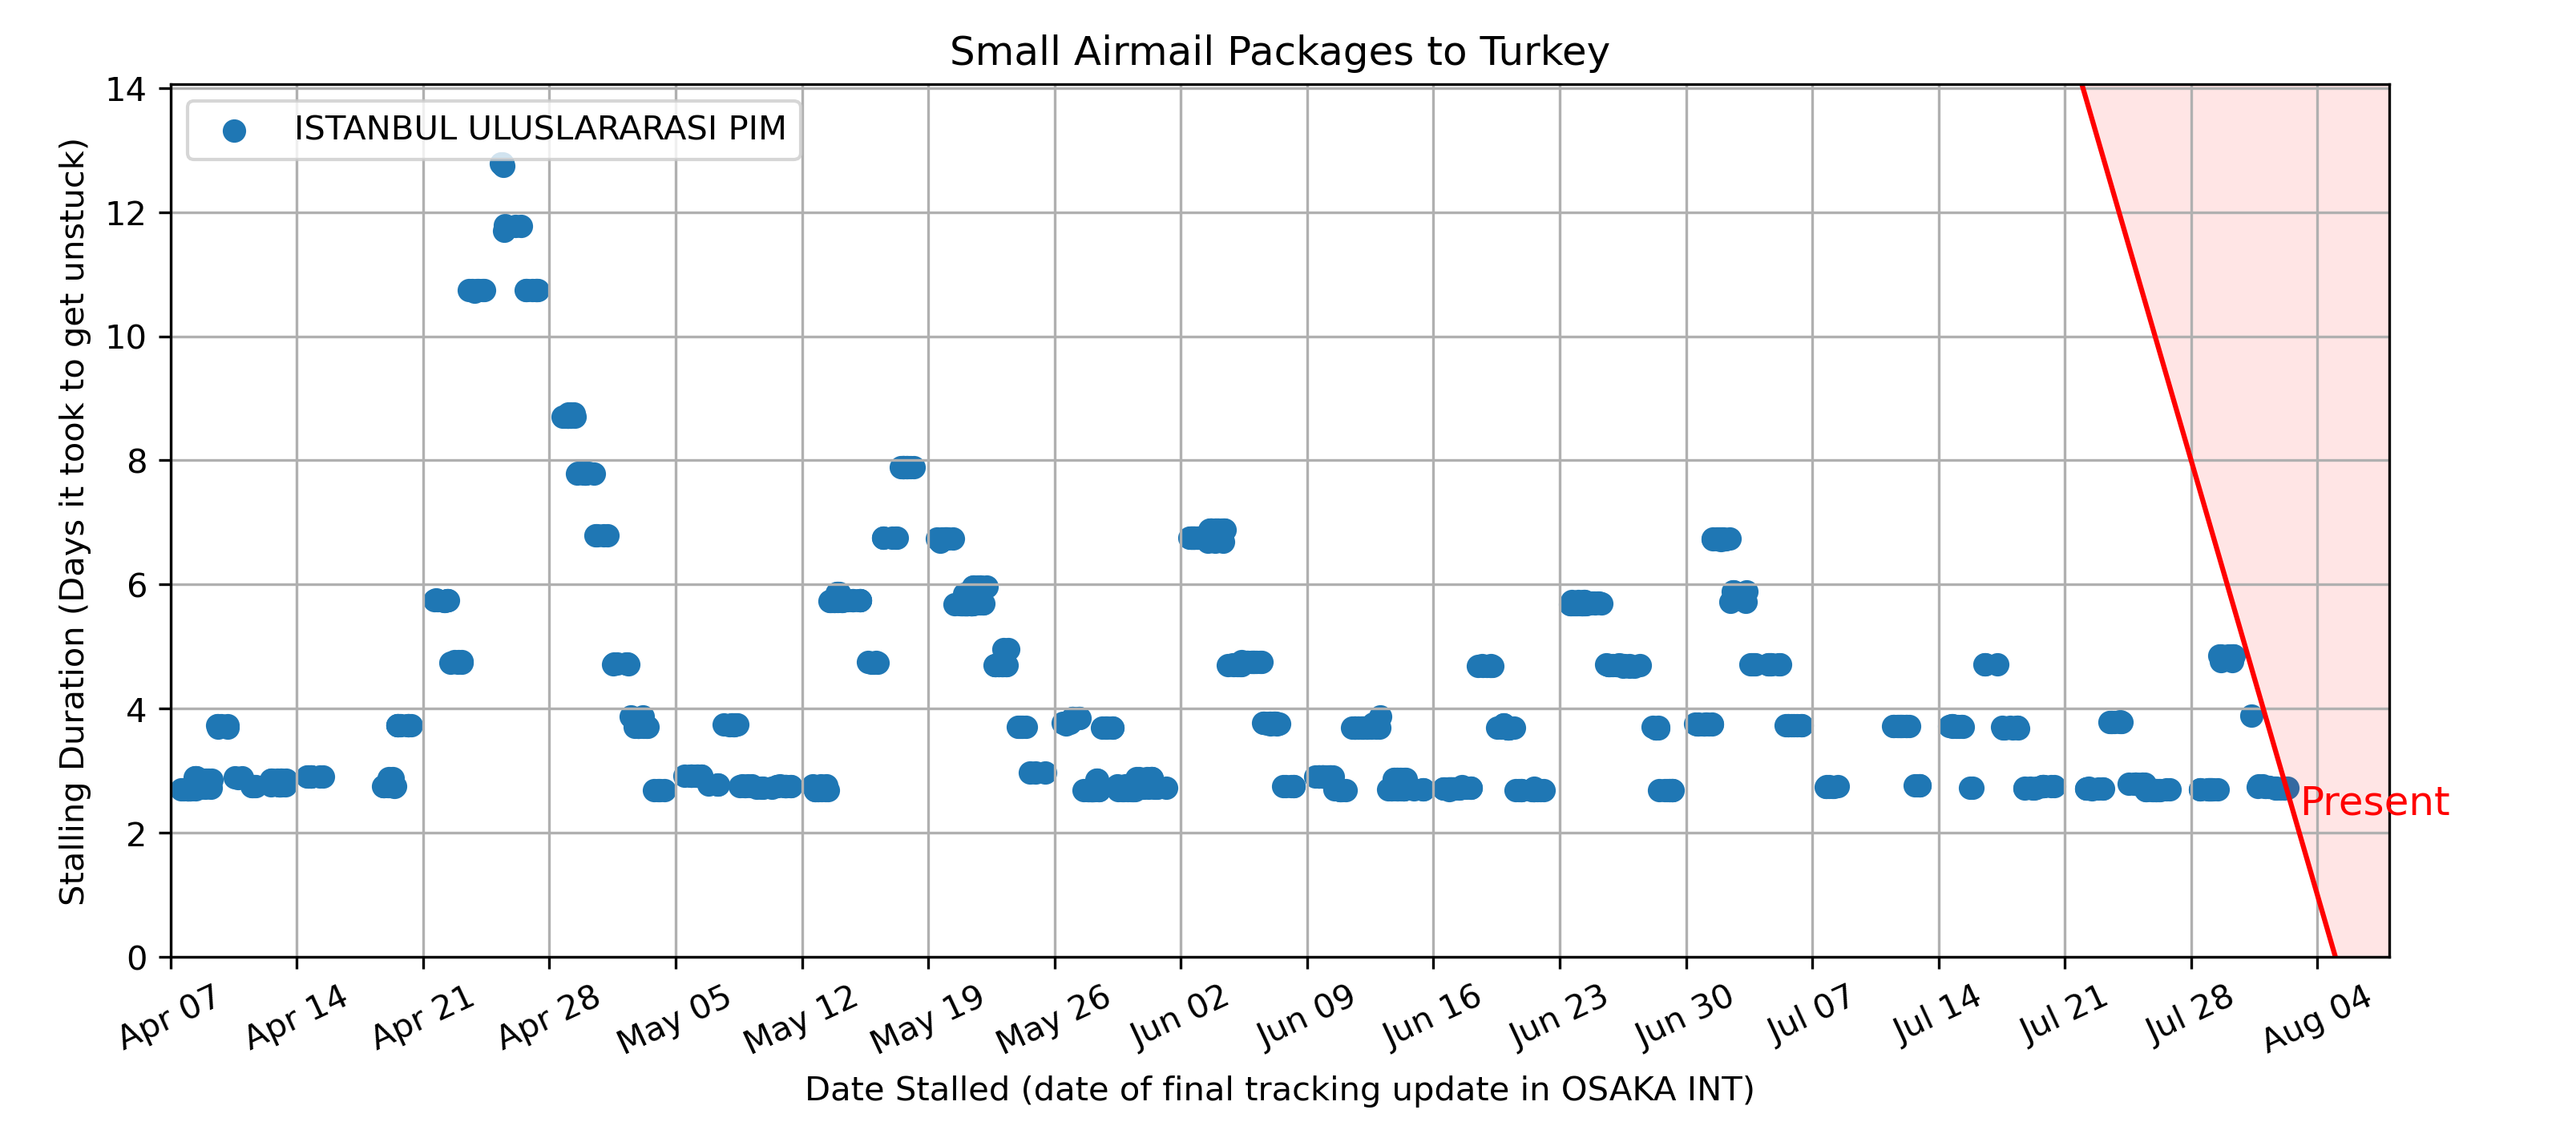 Small Airmail Packages to Turkey
ISTANBUL ULUSLARARASI PIM
Stalling Duration (Days it took to get unstuck)
14
12
10
8
6
4
2
0
Present
Apr 07
Apr 14
Apr 21
Apr 28
May 05
May 12
May 19
May 26
Jun 02
Jun 09
Jun 16
Jun 23
Jun 30
Jul 07
Jul 14
Jul 21
Jul 28
Aug 04
Date Stalled (date of final tracking update in OSAKA INT)